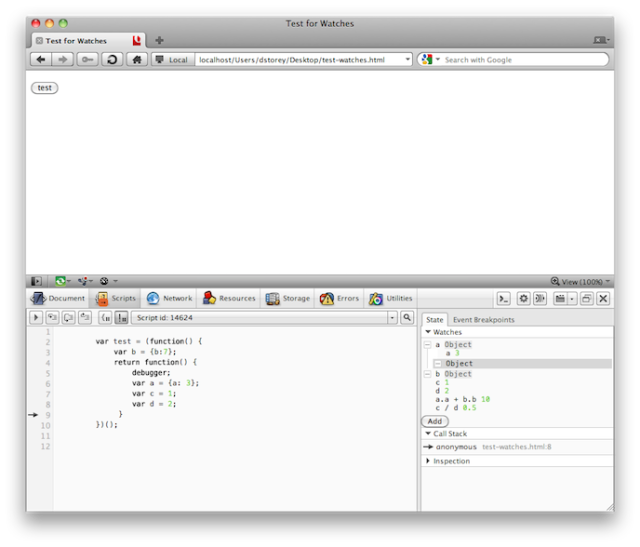 Test for Watches
Test for Watches
Local localhost/Users/dstorey/Desktop/test-watches.html Search with Google
test
View (100%)
Document Scripts Network Resources Storage Errors Utilities
Script id: 14624
State Event Breakpoints
Watches
a Object
a 3
Object
b Object
c 1
d 2
a.a + b.b 10
c / d 0.5
Add
Call Stack
anonymous test-watches.html:8
Inspection
1
2 var test = (function() {
3 var b = {b:7};
4 return function() {
5 debugger;
6 var a = {a: 3};
7 var c = 1;
8 var d = 2;
9 }
10 })();
11
12